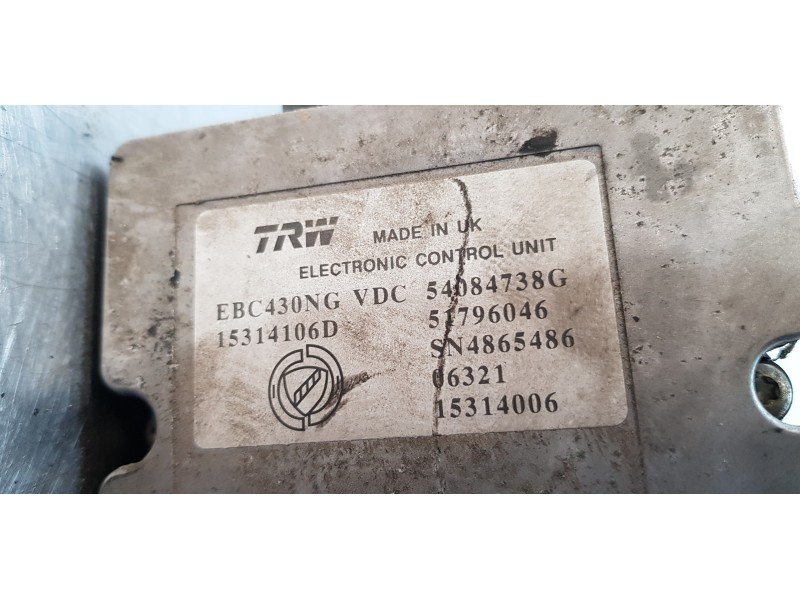 TRW MADE IN UK
ELECTRONIC CONTROL UNIT
EBC430NG VDC 54084738G
15314106D 51796046
SN4865486
06321
15314006